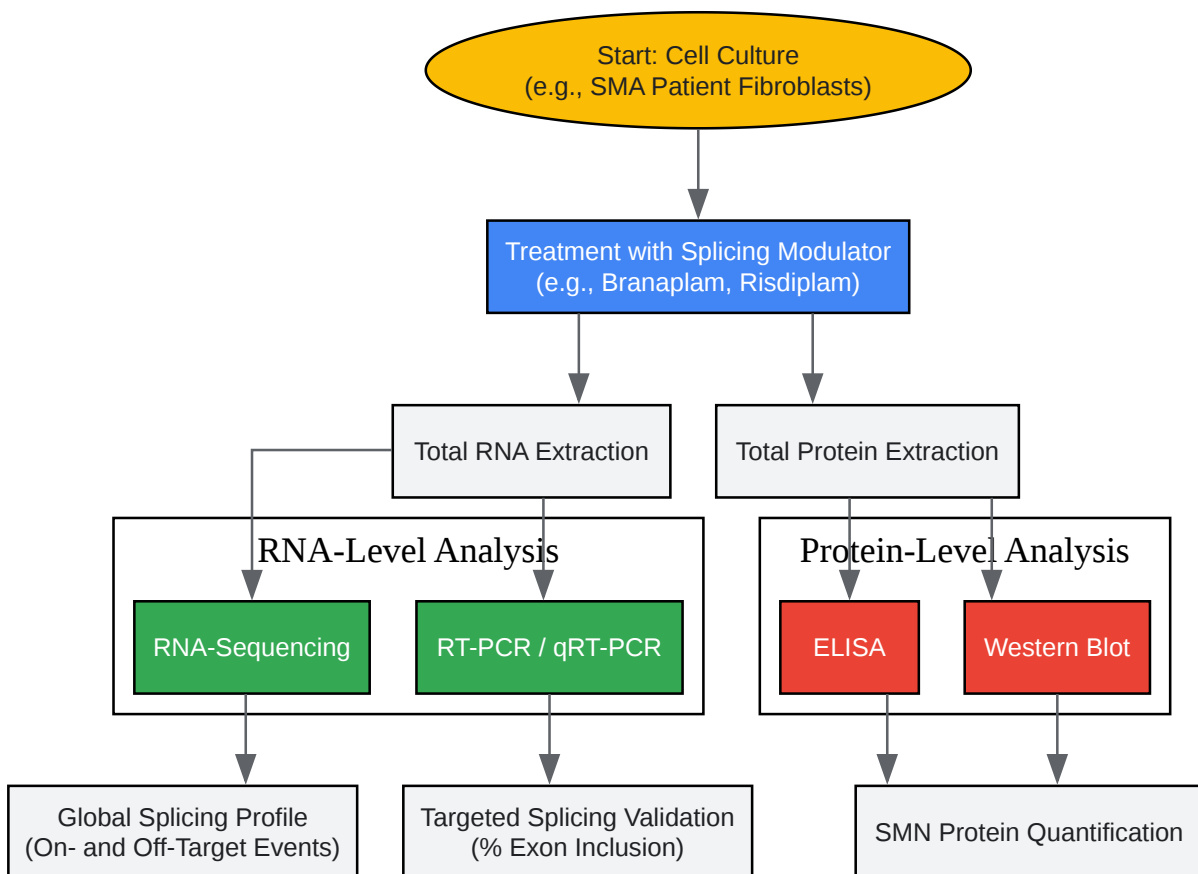 Start: Cell Culture
(e.g., SMA Patient Fibroblasts)
Treatment with Splicing Modulator
(e.g., Branaplam, Risdiplam)
Total RNA Extraction
Total Protein Extraction
RNA-Level Analysis
Protein-Level Analysis
RNA-Sequencing
RT-PCR / qRT-PCR
ELISA
Western Blot
Global Splicing Profile
(On- and Off-Target Events)
Targeted Splicing Validation
(% Exon Inclusion)
SMN Protein Quantification